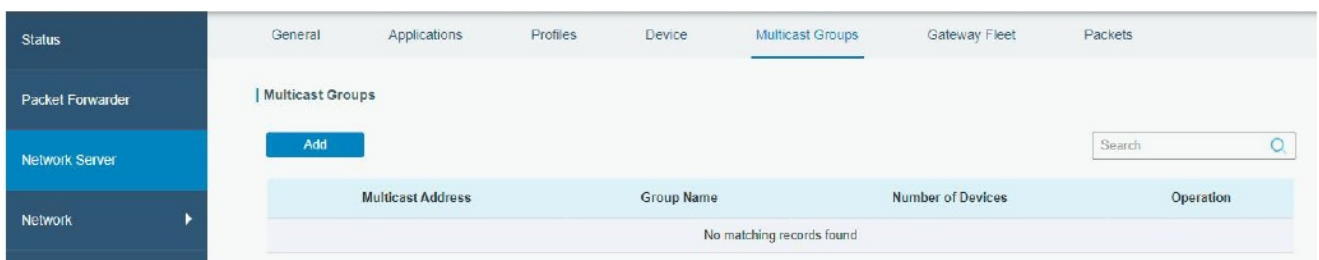 Status
General Applications Profiles Device Multicast Groups Gateway Fleet Packets
Packet Forwarder
Multicast Groups
Add
Search
Network Server
Multicast Address Group Name Number of Devices Operation
Network
No matching records found